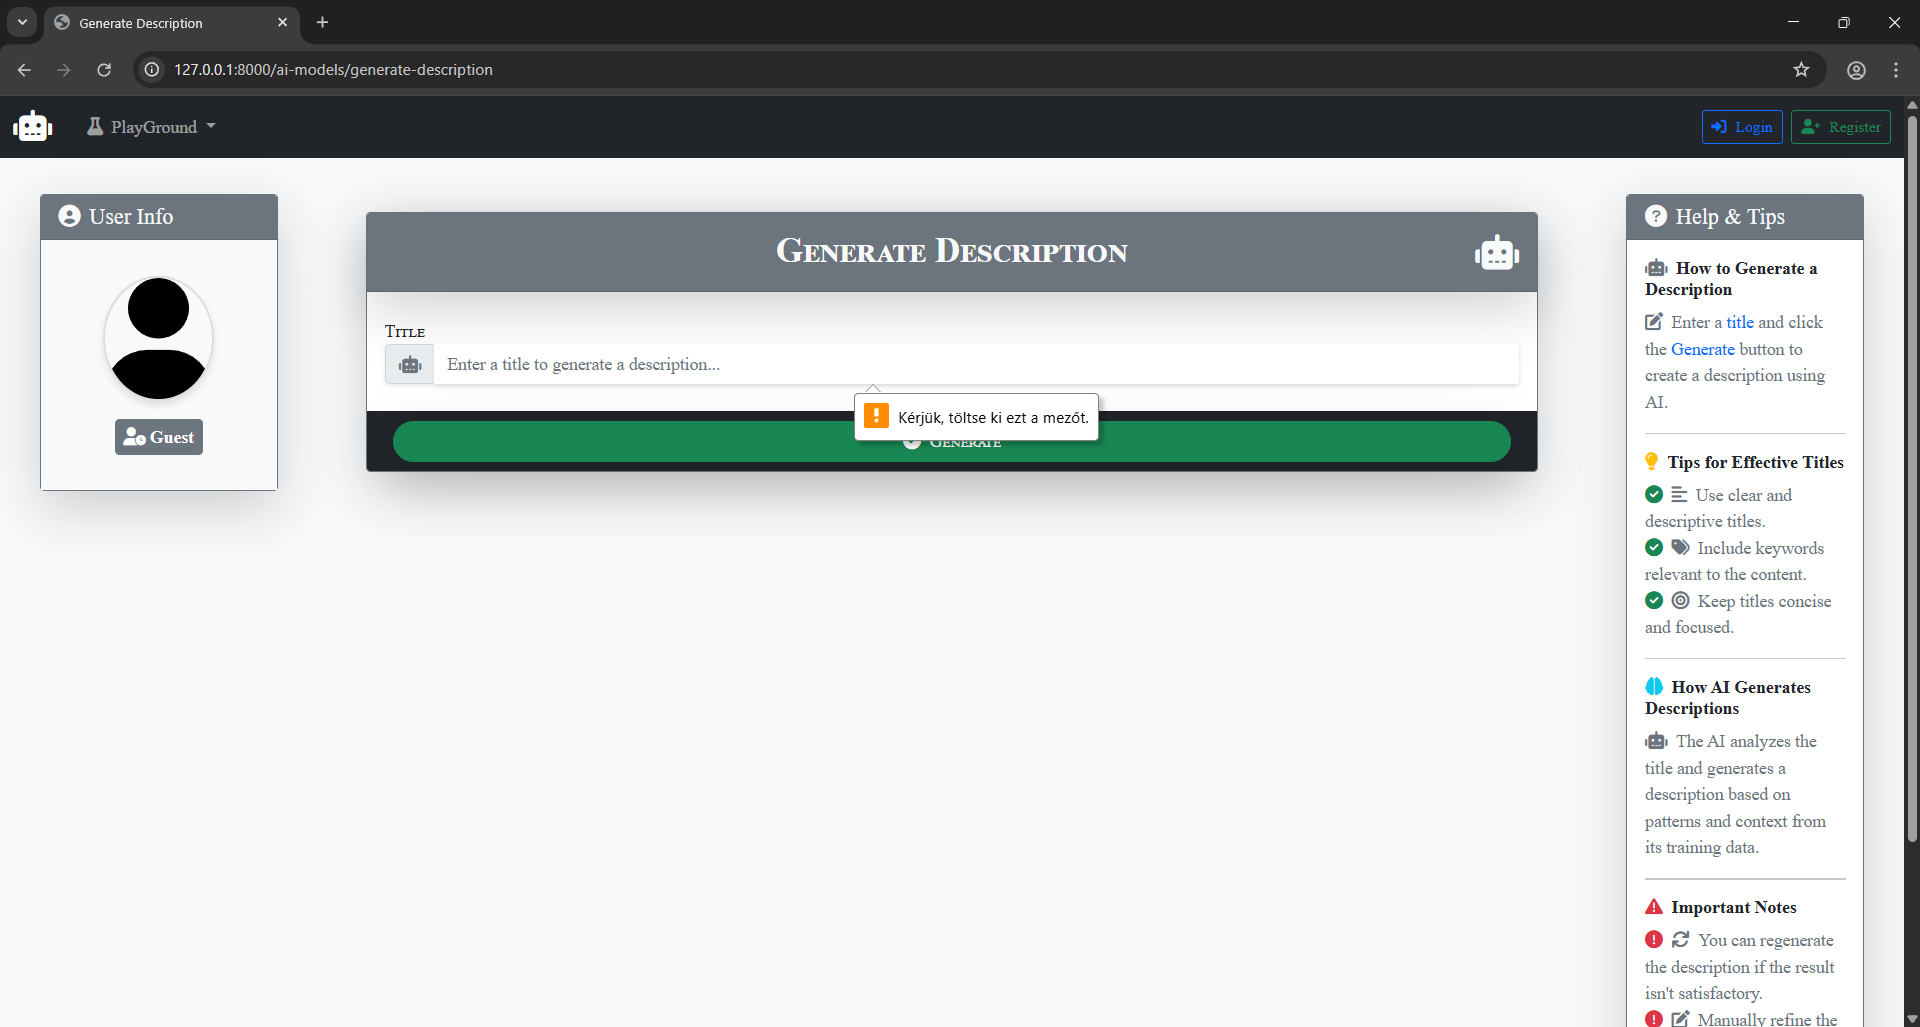 Generate Description
127.0.0.1:8000/ai-models/generate-description
PlayGround
Login
Register
User Info
Guest
Generate Description
Title
Enter a title to generate a description...
Kérjük, töltse ki ezt a mezőt.
Generate
Help & Tips
How to Generate a
Description
Enter a title and click
the Generate button to
create a description using
AI.
Tips for Effective Titles
Use clear and
descriptive titles.
Include keywords
relevant to the content.
Keep titles concise
and focused.
How AI Generates
Descriptions
The AI analyzes the
title and generates a
description based on
patterns and context from
its training data.
Important Notes
You can regenerate
the description if the result
isn't satisfactory.
Manually refine the